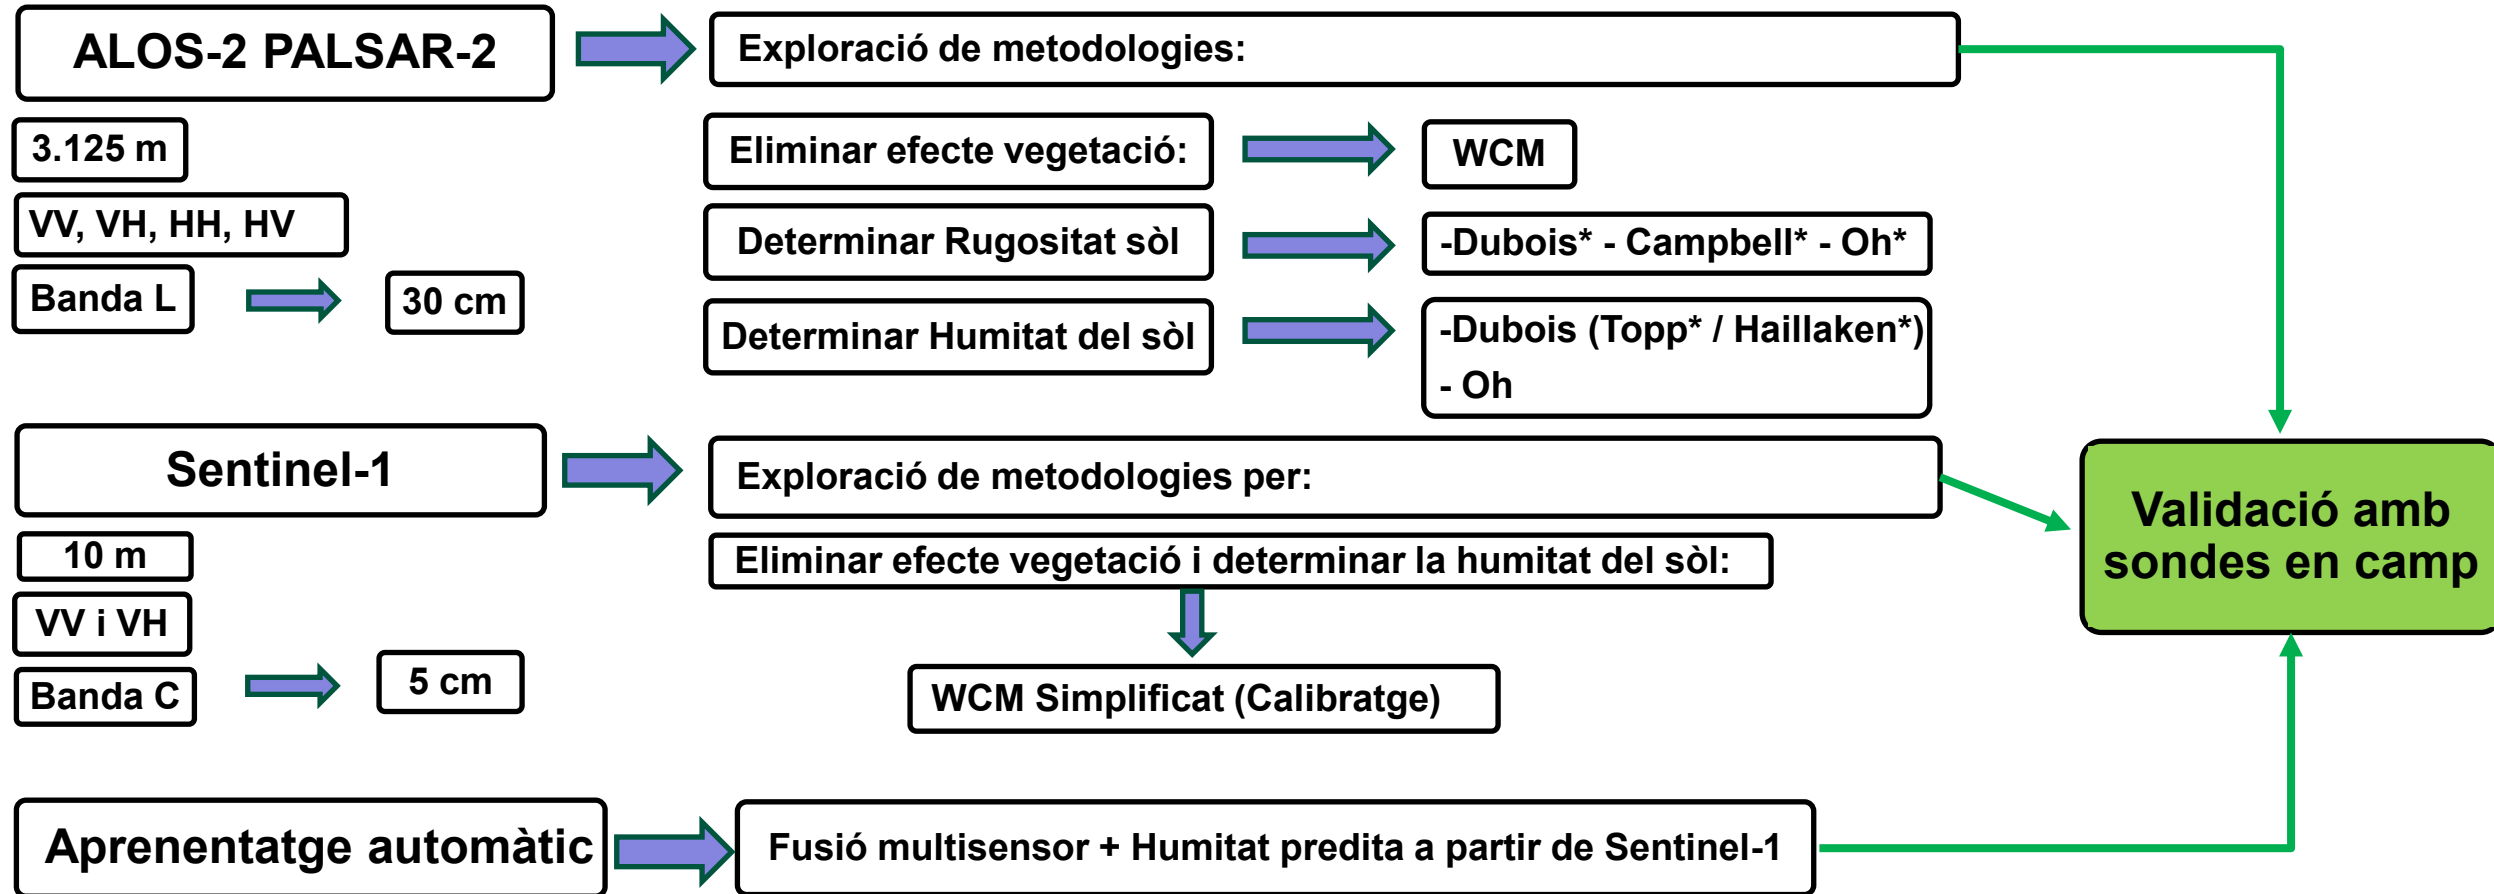 ALOS-2 PALSAR-2
Exploració de metodologies:
3.125 m
VV, VH, HH, HV
Banda L
30 cm
Eliminar efecte vegetació:
WCM
Determinar Rugositat sòl
-Dubois* - Campbell* - Oh*
Determinar Humitat del sòl
-Dubois (Topp* / Haillaken*)
- Oh
Sentinel-1
Exploració de metodologies per:
10 m
VV i VH
Banda C
5 cm
Eliminar efecte vegetació i determinar la humitat del sòl:
WCM Simplificat (Calibratge)
Aprenentatge automàtic
Fusió multisensor + Humitat predita a partir de Sentinel-1
Validació amb
sondes en camp